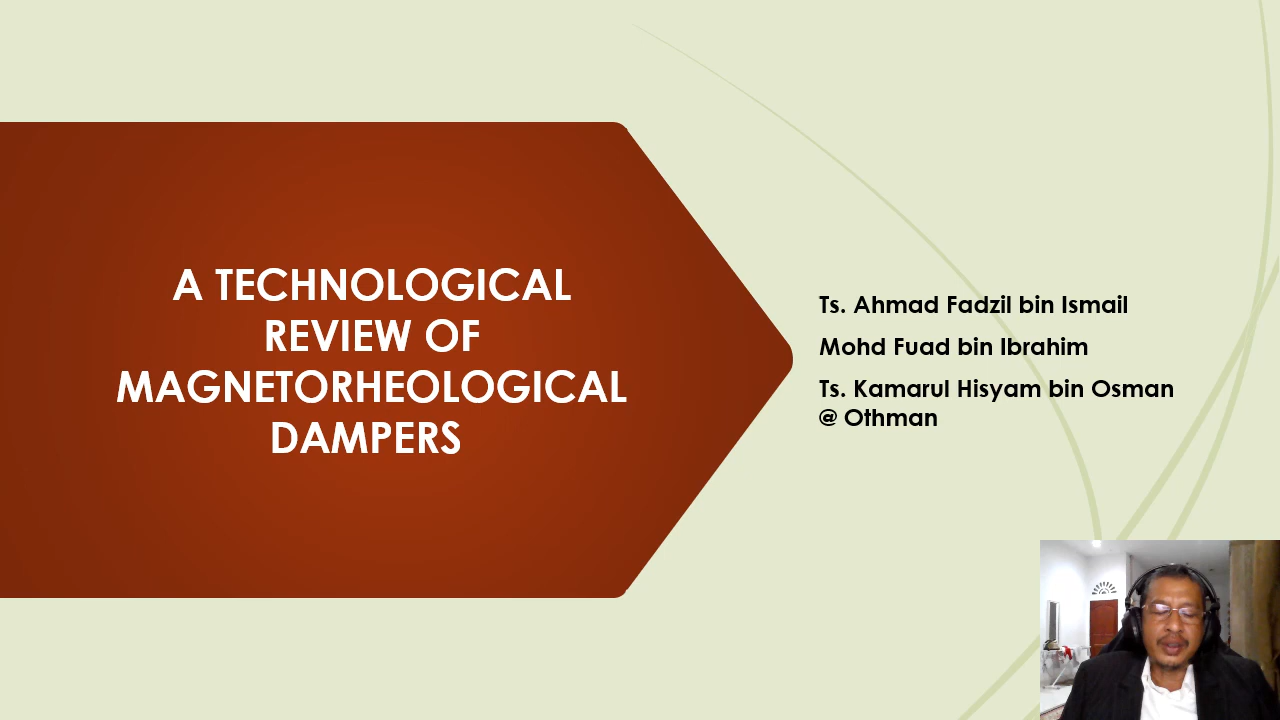 A TECHNOLOGICAL
REVIEW OF
MAGNETORHEOLOGICAL
DAMPERS
Ts. Ahmad Fadzil bin Ismail
Mohd Fuad bin Ibrahim
Ts. Kamarul Hisyam bin Osman
@ Othman